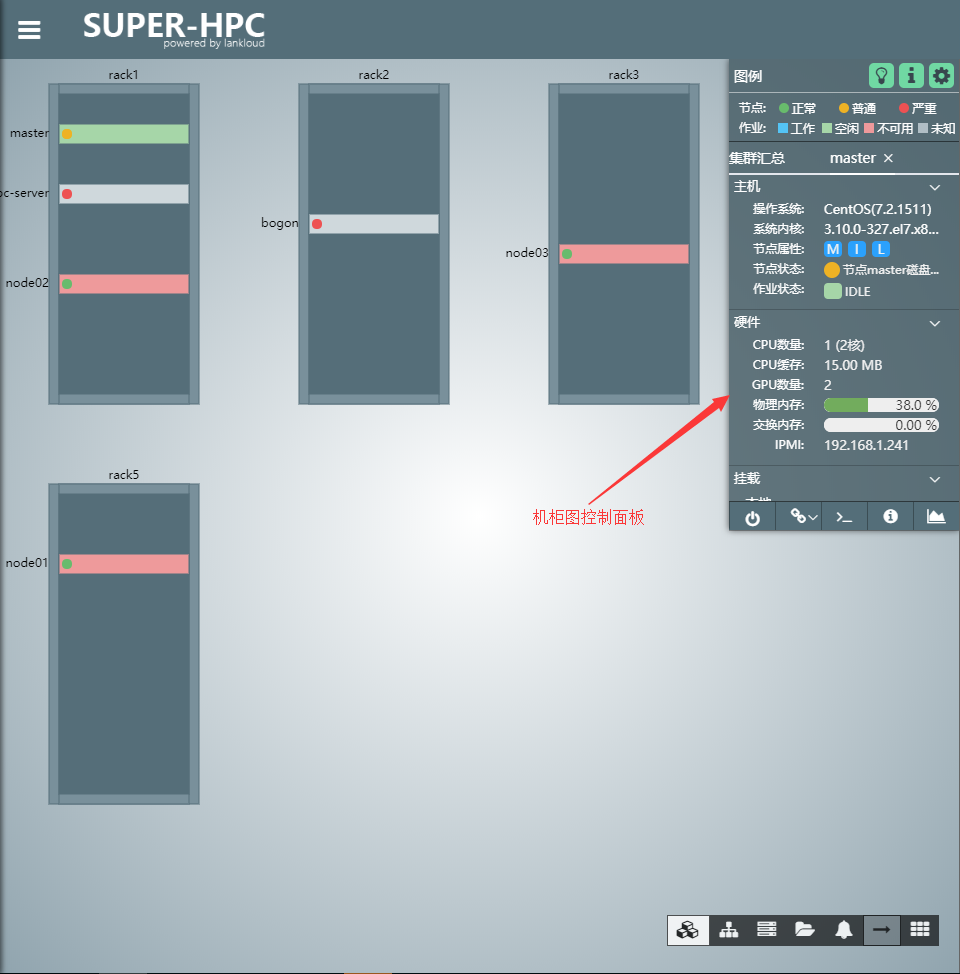 SUPER-HPC
powered by lankloud
rack1
rack2
rack3
master
pc-server
node02
bogon
node03
rack5
node01
机柜图控制面板
图例
节点: 正常 普通 严重
作业: 工作 空闲 不可用 未知
集群汇总 master ×
主机
操作系统: CentOS(7.2.1511)
系统内核: 3.10.0-327.el7.x8...
节点属性: M I L
节点状态: 节点master磁盘...
作业状态: IDLE
硬件
CPU数量: 1 (2核)
CPU缓存: 15.00 MB
GPU数量: 2
物理内存: 38.0 %
交换内存: 0.00 %
IPMI: 192.168.1.241
挂载